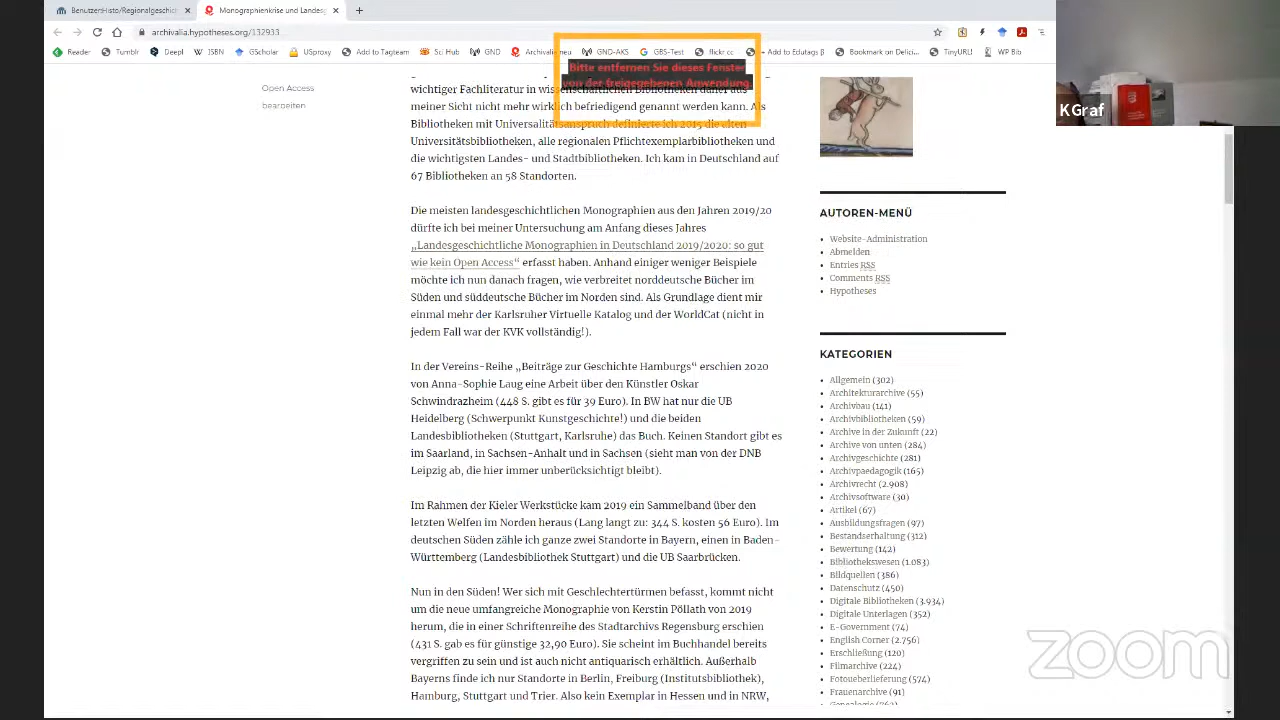 BenutzerHisto/Regionalgeschich
Monographienkrise und Landesg
archivalia.hypotheses.org/132933
Reader
Tumblr
Deepl
ISBN
GScholar
USproxy
Add to Tagteam
Sci Hub
GND
Archivalia neu
GND-AKS
GBS-Test
flickr cc
Add to Edutags β
Bookmark on Delici...
TinyURL!
WP Bib
Bitte entfernen Sie dieses Fenster
von der freigegebenen Anwendung.
KGraf
Open Access
bearbeiten
wichtiger Fachliteratur in wissenschaftlichen Bibliotheken daher aus
meiner Sicht nicht mehr wirklich befriedigend genannt werden kann. Als
Bibliotheken mit Universalitätsanspruch definierte ich 2015 die alten
Universitätsbibliotheken, alle regionalen Pflichtexemplarbibliotheken und
die wichtigsten Landes- und Stadtbibliotheken. Ich kam in Deutschland auf
67 Bibliotheken an 58 Standorten.
Die meisten landesgeschichtlichen Monographien aus den Jahren 2019/20
dürfte ich bei meiner Untersuchung am Anfang dieses Jahres
„Landesgeschichtliche Monographien in Deutschland 2019/2020: so gut
wie kein Open Access“ erfasst haben. Anhand einiger weniger Beispiele
möchte ich nun danach fragen, wie verbreitet norddeutsche Bücher im
Süden und süddeutsche Bücher im Norden sind. Als Grundlage dient mir
einmal mehr der Karlsruher Virtuelle Katalog und der WorldCat (nicht in
jedem Fall war der KVK vollständig!).
In der Vereins-Reihe „Beiträge zur Geschichte Hamburgs“ erschien 2020
von Anna-Sophie Laug eine Arbeit über den Künstler Oskar
Schwindrazheim (448 S. gibt es für 39 Euro). In BW hat nur die UB
Heidelberg (Schwerpunkt Kunstgeschichte!) und die beiden
Landesbibliotheken (Stuttgart, Karlsruhe) das Buch. Keinen Standort gibt es
im Saarland, in Sachsen-Anhalt und in Sachsen (sieht man von der DNB
Leipzig ab, die hier immer unberücksichtigt bleibt).
Im Rahmen der Kieler Werkstücke kam 2019 ein Sammelband über den
letzten Welfen im Norden heraus (Lang langt zu: 344 S. kosten 56 Euro). Im
deutschen Süden zähle ich ganze zwei Standorte in Bayern, einen in Baden-
Württemberg (Landesbibliothek Stuttgart) und die UB Saarbrücken.
Nun in den Süden! Wer sich mit Geschlechtertürmen befasst, kommt nicht
um die neue umfangreiche Monographie von Kerstin Pöllath von 2019
herum, die in einer Schriftenreihe des Stadtarchivs Regensburg erschien
(431 S. gab es für günstige 32,90 Euro). Sie scheint im Buchhandel bereits
vergriffen zu sein und ist auch nicht antiquarisch erhältlich. Außerhalb
Bayerns finde ich nur Standorte in Berlin, Freiburg (Institutsbibliothek),
Hamburg, Stuttgart und Trier. Also kein Exemplar in Hessen und in NRW,
AUTOREN-MENÜ
Website-Administration
Abmelden
Entries RSS
Comments RSS
Hypotheses
KATEGORIEN
Allgemein (302)
Architekturarchive (55)
Archivbau (141)
Archivbibliotheken (59)
Archive in der Zukunft (22)
Archive von unten (284)
Archivgeschichte (281)
Archivpaedagogik (165)
Archivrecht (2.908)
Archivsoftware (30)
Artikel (67)
Ausbildungsfragen (97)
Bestandserhaltung (312)
Bewertung (142)
Bibliothekswesen (1.083)
Bildquellen (386)
Datenschutz (450)
Digitale Bibliotheken (3.934)
Digitale Unterlagen (352)
E-Government (74)
English Corner (2.756)
Erschließung (120)
Filmarchive (224)
Fotoueberlieferung (574)
Frauenarchive (91)
zoom